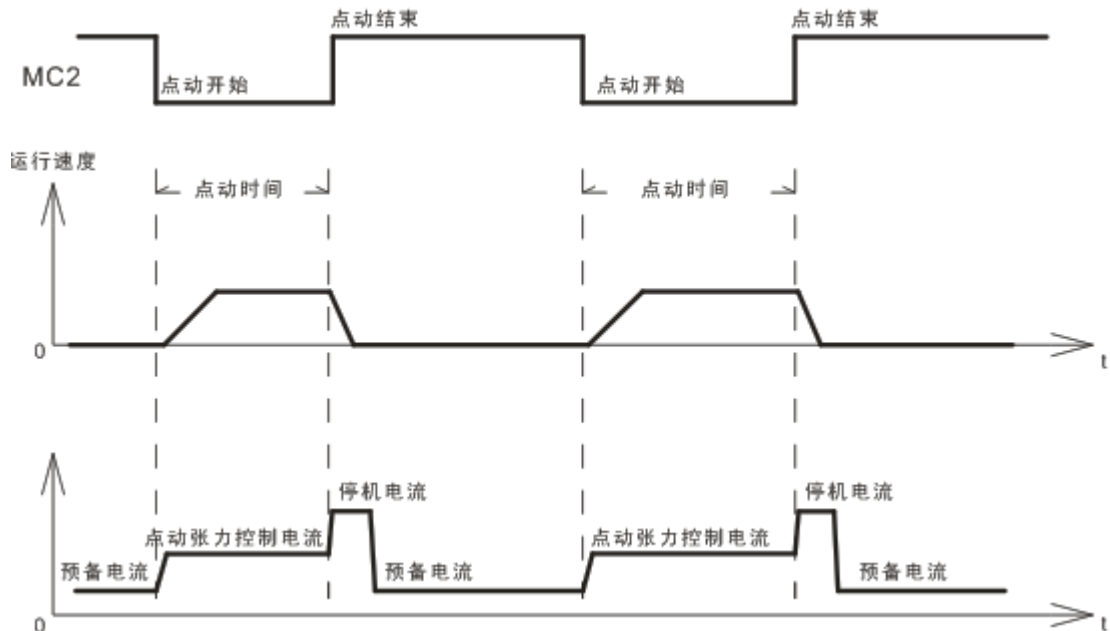 点动结束
点动结束
MC2
点动开始
点动开始
运行速度
点动时间
点动时间
0
t
停机电流
停机电流
点动张力控制电流
点动张力控制电流
预备电流
预备电流
预备电流
0
t